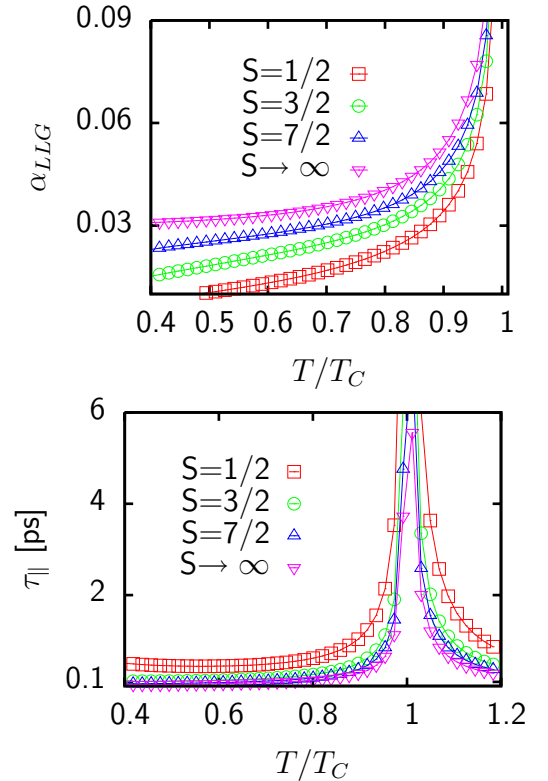 0.09
0.06
0.03
α_LLG
S=1/2
S=3/2
S=7/2
S→ ∞
0.4 0.5 0.6 0.7 0.8 0.9 1
T/T_C
6
4
2
0.1
τ_∥ [ps]
S=1/2
S=3/2
S=7/2
S→ ∞
0.4 0.6 0.8 1 1.2
T/T_C